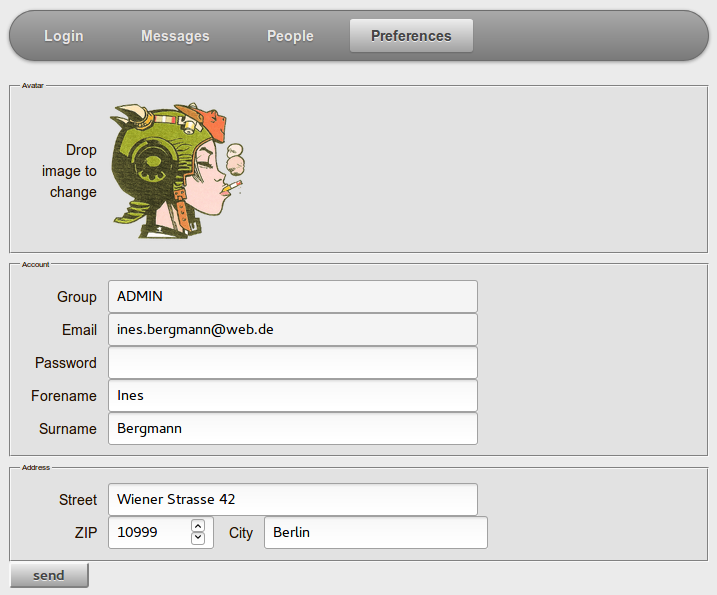 Login Messages People Preferences
Avatar
Drop
image to
change
Account
Group ADMIN
Email ines.bergmann@web.de
Password
Forename Ines
Surname Bergmann
Address
Street Wiener Strasse 42
ZIP 10999 City Berlin
send